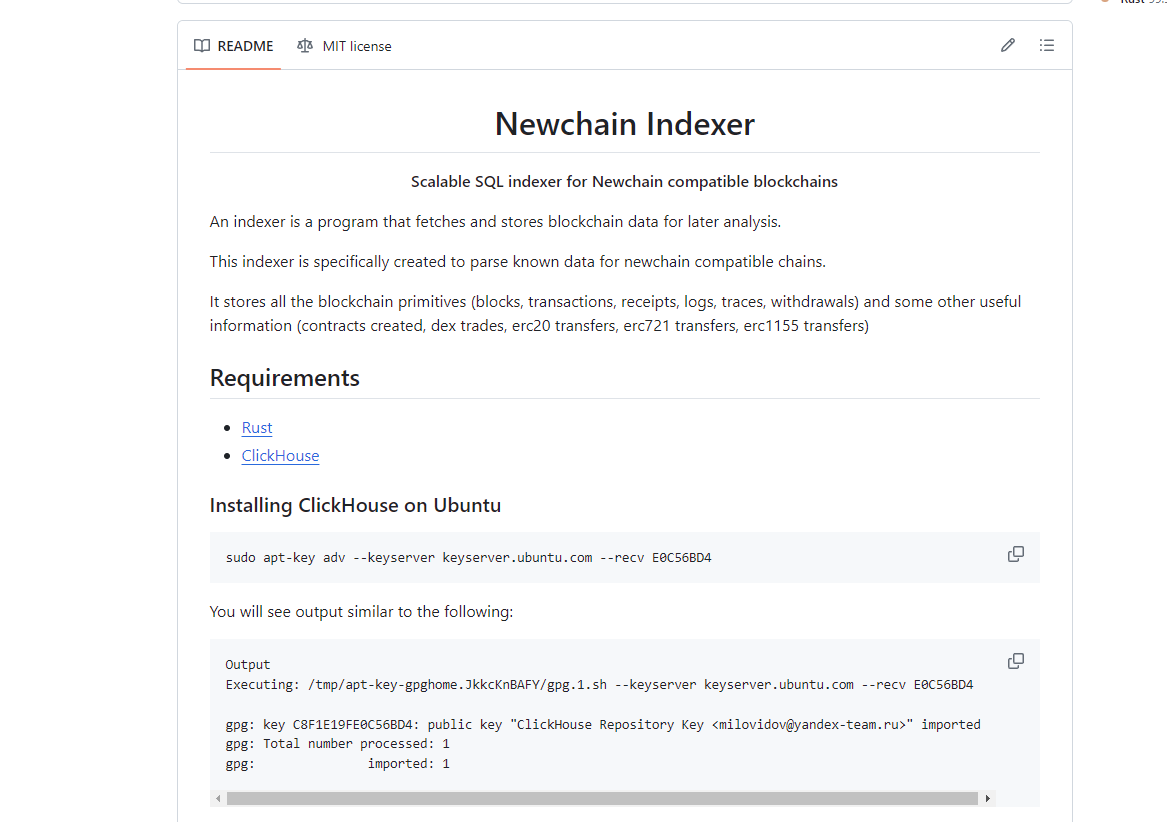 Rust
README
MIT license
Newchain Indexer
Scalable SQL indexer for Newchain compatible blockchains
An indexer is a program that fetches and stores blockchain data for later analysis.
This indexer is specifically created to parse known data for newchain compatible chains.
It stores all the blockchain primitives (blocks, transactions, receipts, logs, traces, withdrawals) and some other useful
information (contracts created, dex trades, erc20 transfers, erc721 transfers, erc1155 transfers)
Requirements
• Rust
• ClickHouse
Installing ClickHouse on Ubuntu
sudo apt-key adv --keyserver keyserver.ubuntu.com --recv E0C56BD4
You will see output similar to the following:
Output
Executing: /tmp/apt-key-gpghome.JkkcKnBAFY/gpg.1.sh --keyserver keyserver.ubuntu.com --recv E0C56BD4
gpg: key C8F1E19FE0C56BD4: public key "ClickHouse Repository Key <milovidov@yandex-team.ru>" imported
gpg: Total number processed: 1
gpg:               imported: 1